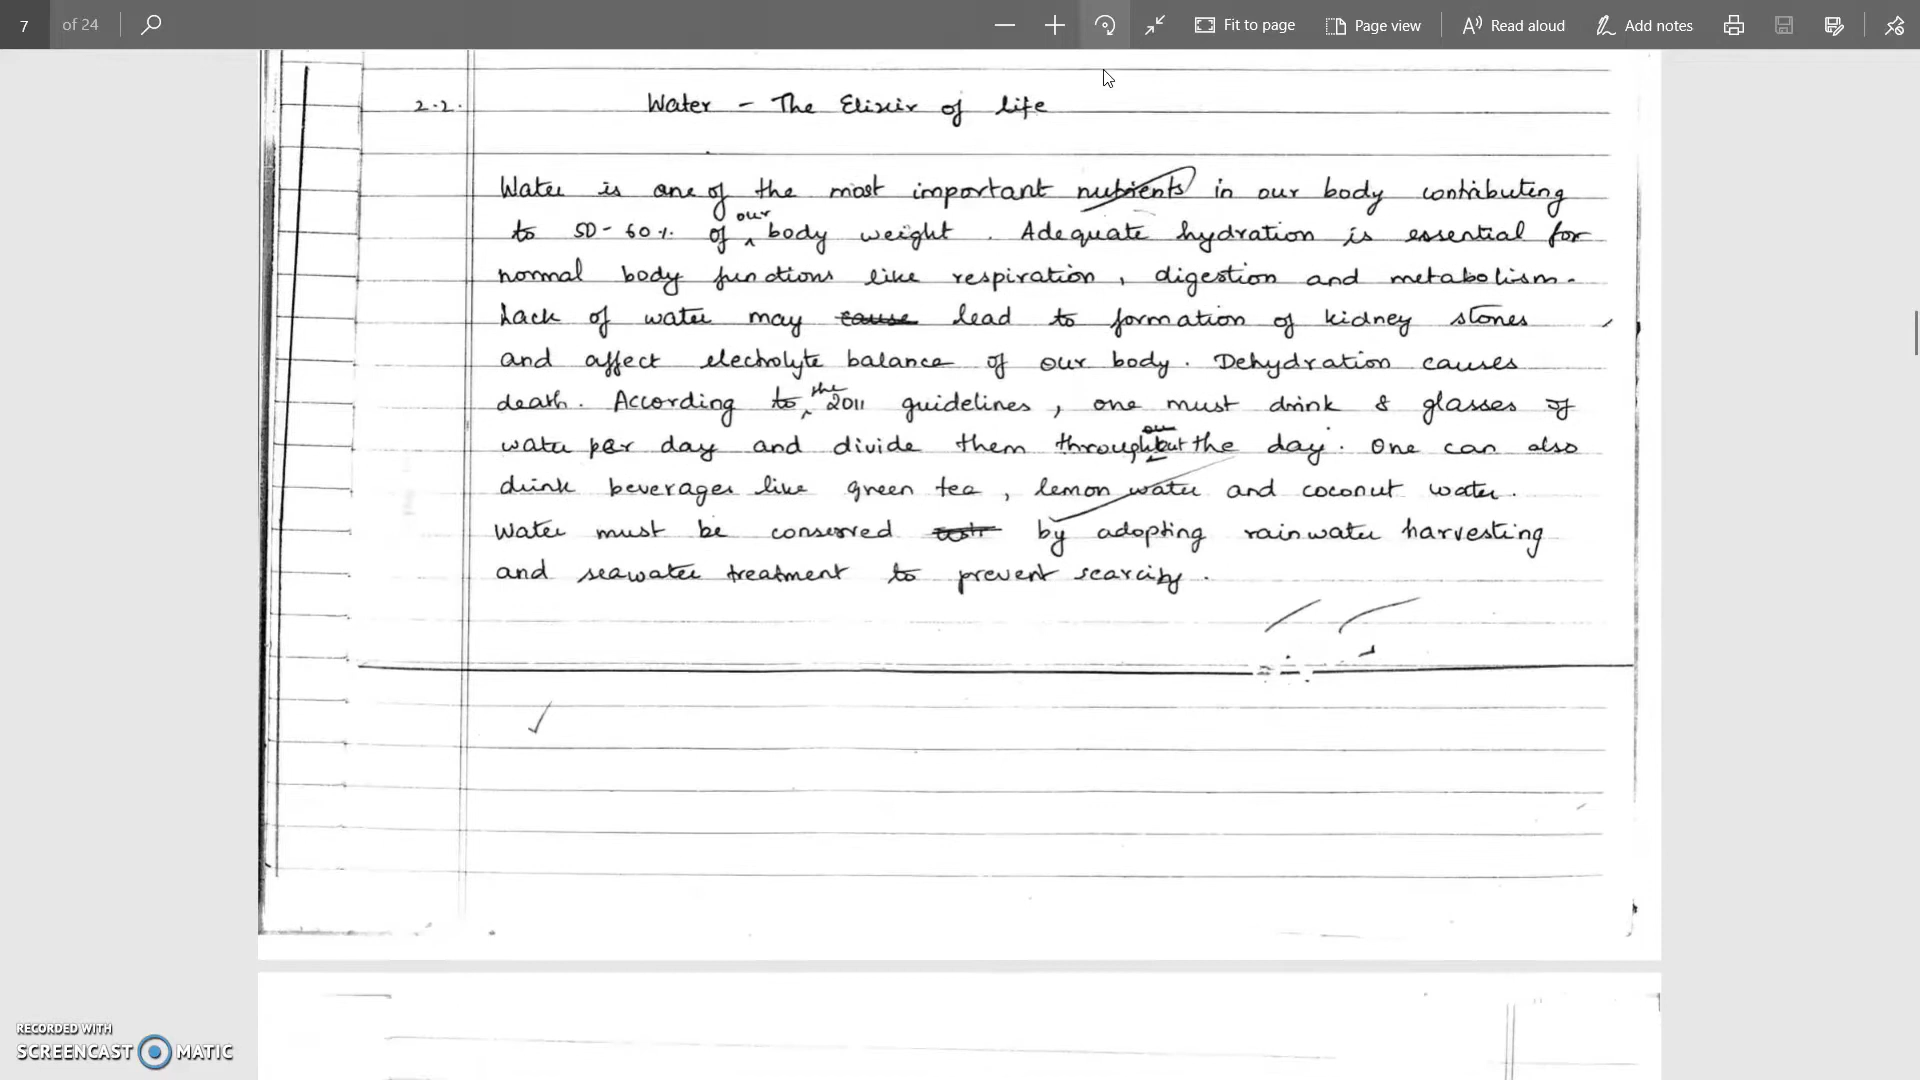 7 of 24 Fit to page Page view Read aloud Add notes
2.2. Water - The Elixir of life
Water is one of the most important nutrients in our body contributing
to 50-60% of our body weight. Adequate hydration is essential for
normal body functions like respiration, digestion and metabolism.
Lack of water may cause lead to formation of kidney stones
and affect electrolyte balance of our body. Dehydration causes
death. According to the 2011 guidelines, one must drink 8 glasses of
water per day and divide them throughout the day. One can also
drink beverages like green tea, lemon water and coconut water.
Water must be conserved by adopting rainwater harvesting
and seawater treatment to prevent scarcity.
RECORDED WITH
SCREENCAST MATIC